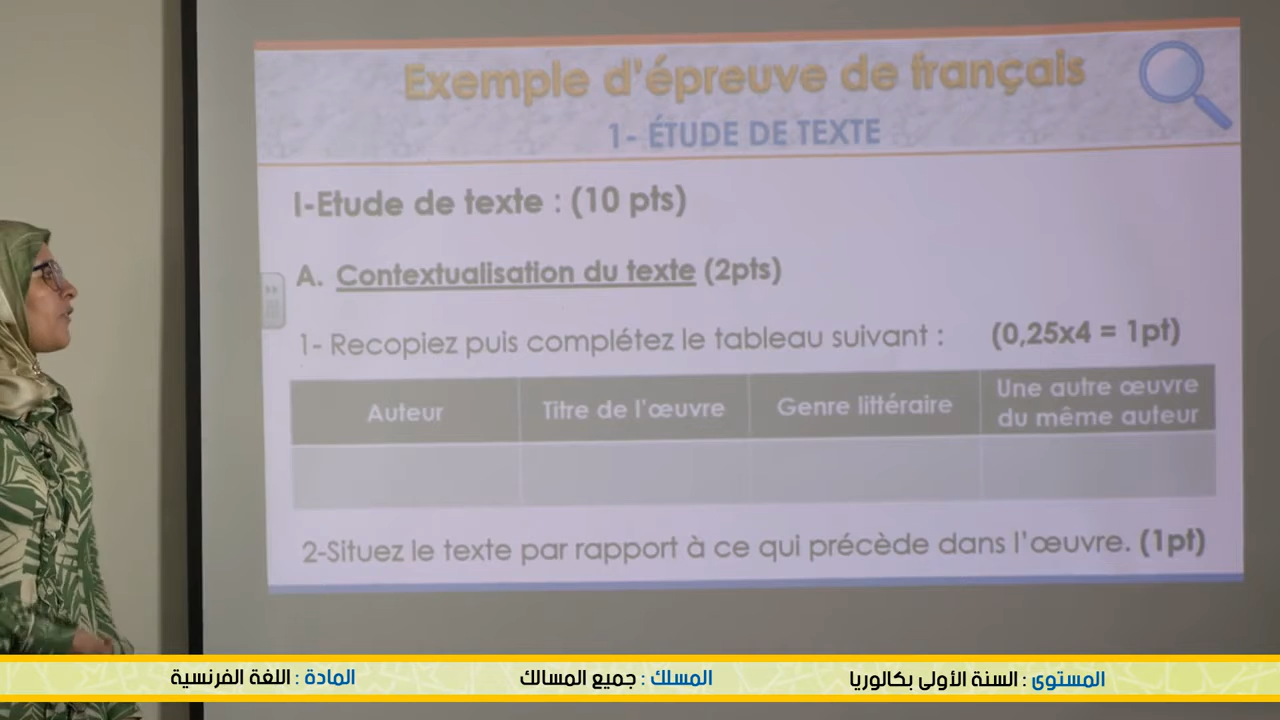 Exemple d'épreuve de français
1- ÉTUDE DE TEXTE
I-Etude de texte : (10 pts)
A. Contextualisation du texte (2pts)
1- Recopiez puis complétez le tableau suivant : (0,25x4 = 1pt)
Auteur
Titre de l'œuvre
Genre littéraire
Une autre œuvre
du même auteur
2-Situez le texte par rapport à ce qui précède dans l'œuvre. (1pt)
المستوى : السنة الأولى بكالوريا
المسلك : جميع المسالك
المادة : اللغة الفرنسية